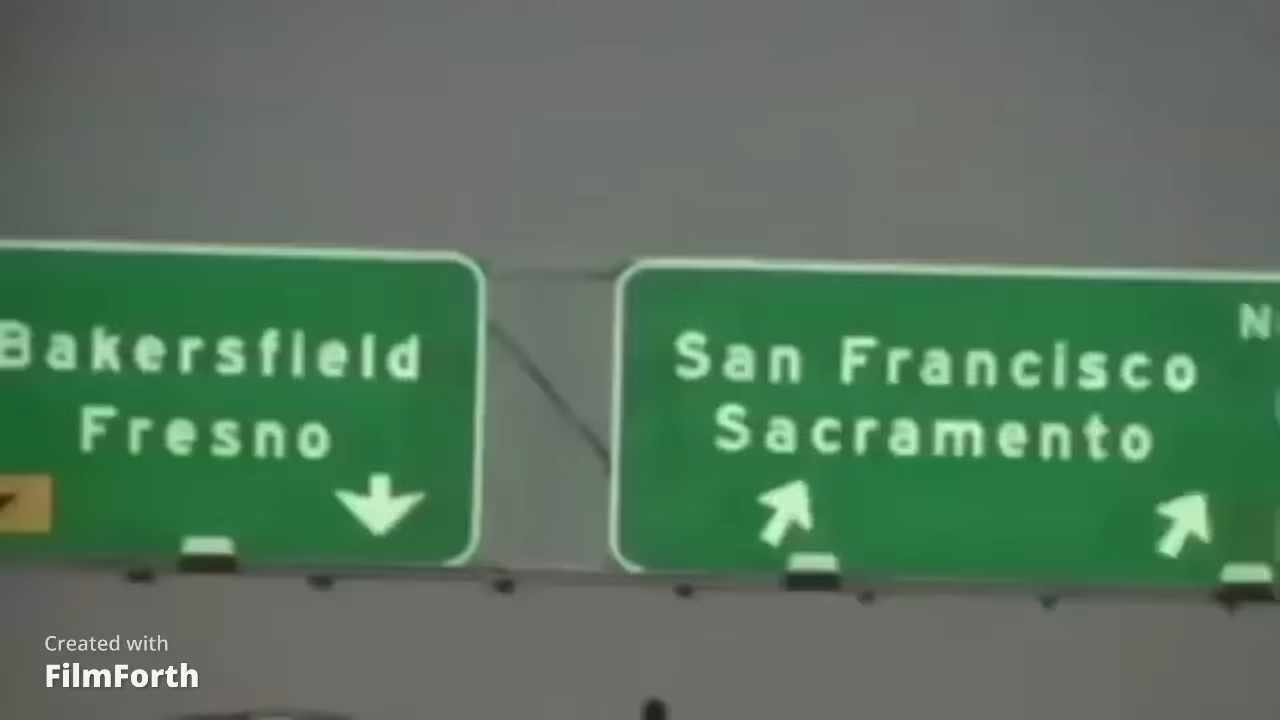 Bakersfield
Fresno
San Francisco
Sacramento
Created with
FilmForth